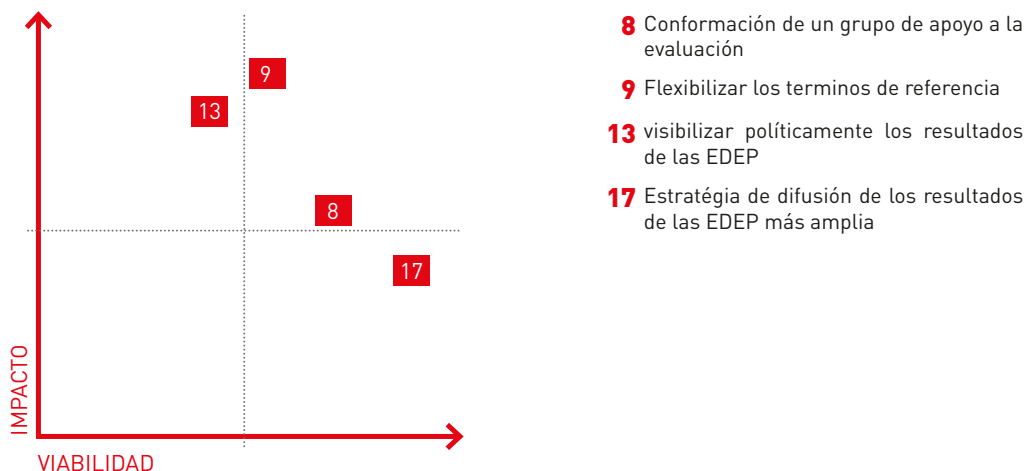 9
13
8
17
IMPACTO
VIABILIDAD
8 Conformación de un grupo de apoyo a la
evaluación
9 Flexibilizar los terminos de referencia
13 visibilizar políticamente los resultados
de las EDEP
17 Estratégia de difusión de los resultados
de las EDEP más amplia